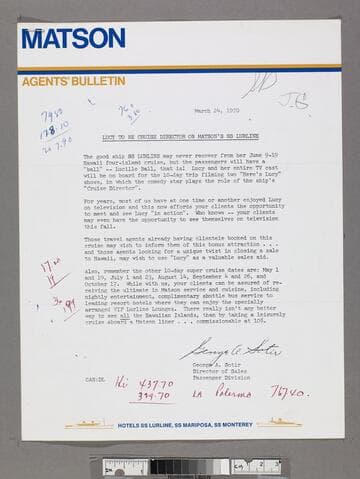 MATSON
AGENTS' BULLETIN
March 24, 1970
J.G
LUCY TO BE CRUISE DIRECTOR ON MATSON'S SS LURLINE
The good ship SS LURLINE may never recover from her June 9-19
Hawaii four-island cruise, but the passengers will have a
"ball" -- Lucille Ball, that is! Lucy and her entire TV cast
will be on board for the 10-day trip filming two "Here's Lucy"
shows, in which the comedy star plays the role of the ship's
"Cruise Director".
For years, most of us have at one time or another enjoyed Lucy
on television and this now affords your clients the opportunity
to meet and see Lucy "in action". Who knows -- your clients
may even have the opportunity to see themselves on television
this fall.
Those travel agents already having clients booked on this
cruise may wish to inform them of this bonus attraction . . .
and those agents looking for a unique twist in closing a sale
to Hawaii, may wish to use "Lucy" as a valuable sales aid.
Also, remember the other 10-day super cruise dates are: May 1
and 19, July 1 and 23, August 14, September 4 and 26, and
October 17. While with us, your clients can be assured of re-
ceiving the ultimate in Matson service and cuisine, including
nightly entertainment, complimentary shuttle bus service to
leading resort hotels where they can enjoy the specially
arranged VIP Lurline Lounges. There really isn't any better
way to see all the Hawaiian Islands, than by taking a leisurely
cruise aboard a Matson liner . . . commissionable at 10%.
George A. Sotir
George A. Sotir
Director of Sales
Passenger Division
GAS:DL
437.70
399.70
La Paloma 767.40.
HOTELS SS LURLINE, SS MARIPOSA, SS MONTEREY